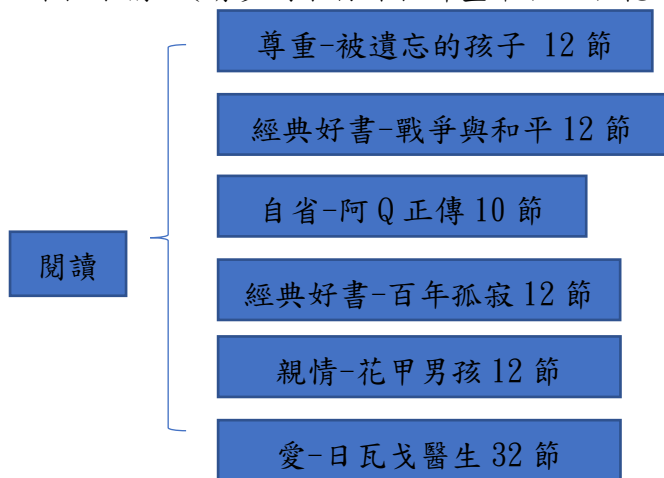 尊重-被遺忘的孩子 12 節
經典好書-戰爭與和平 12 節
自省-阿 Q 正傳 10 節
閱讀
經典好書-百年孤寂 12 節
親情-花甲男孩 12 節
愛-日瓦戈醫生 32 節